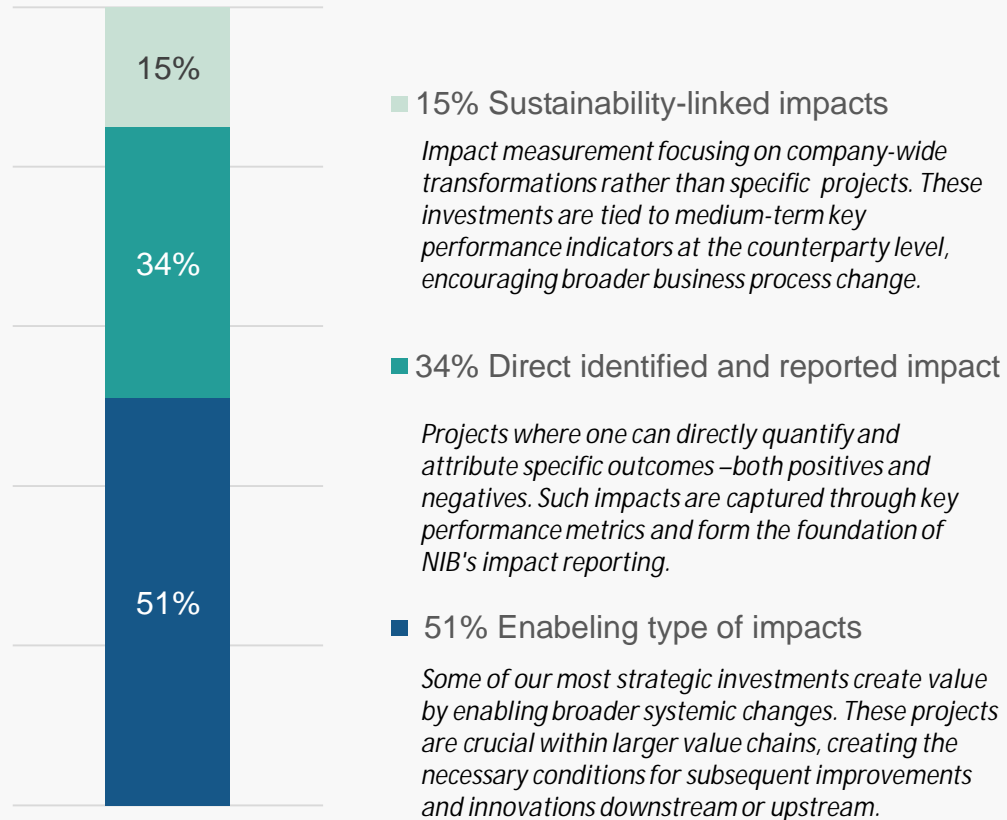 15%
15% Sustainability-linked impacts
Impact measurement focusing on company-wide
transformations rather than specific projects. These
investments are tied to medium-term key
performance indicators at the counterparty level,
encouraging broader business process change.
34%
34% Direct identified and reported impact
Projects where one can directly quantify and
attribute specific outcomes –both positives and
negatives. Such impacts are captured through key
performance metrics and form the foundation of
NIB's impact reporting.
51%
51% Enabeling type of impacts
Some of our most strategic investments create value
by enabling broader systemic changes. These projects
are crucial within larger value chains, creating the
necessary conditions for subsequent improvements
and innovations downstream or upstream.